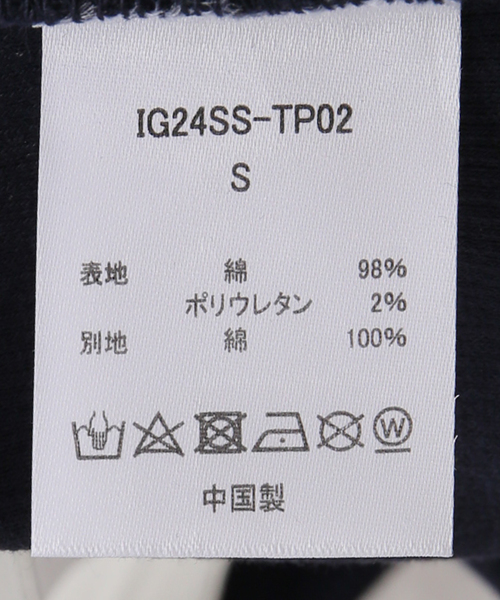 IG24SS-TP02
S
表地 綿 98%
ポリウレタン 2%
別地 綿 100%
W
中国製